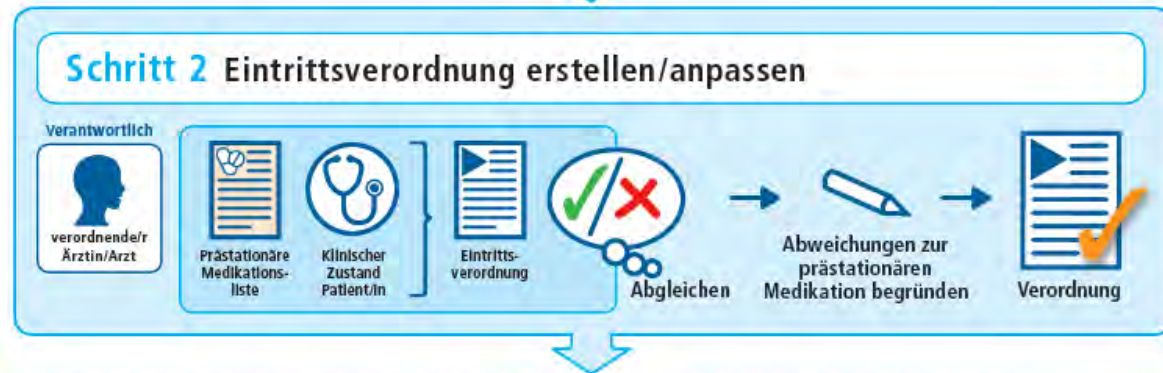 Schritt 2 Eintrittsverordnung erstellen/anpassen
Verantwortlich
verordnende/r
Ärztin/Arzt
Prästationäre
Medikations-
liste
Klinischer
Zustand
Patient/in
Eintritts-
verordnung
Abgleichen
Abweichungen zur
prästationären
Medikation begründen
Verordnung